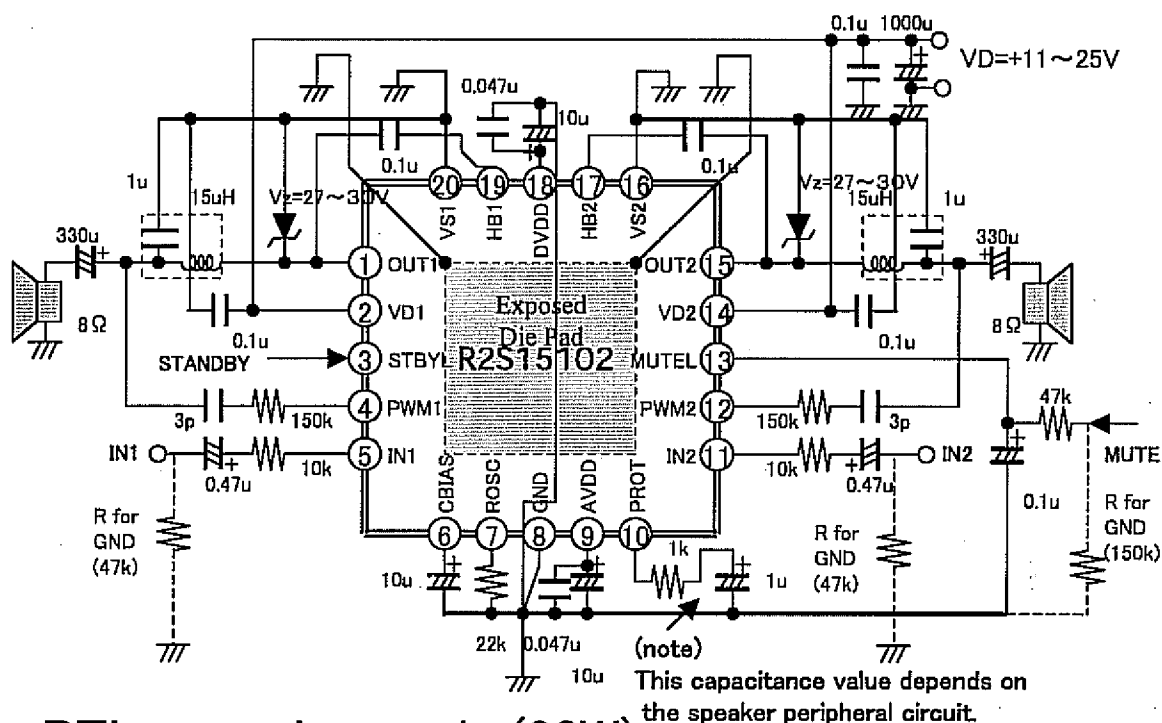 0.1u 1000u
VD=+11～25V
0.047u
10u
0.1u
0.1u
1u
15uH
Vz=27～30V
Vz=27～30V
15uH
1u
20 19 18 17 16
VS1 HB1 DVDD HB2 VS2
330u
330u
1 OUT1
OUT2 15
2 VD1
VD2 14
Exposed
Die Pad
R2S15102
8Ω
8Ω
0.1u
0.1u
STANDBY
3 STBYL
MUTEL 13
4 PWM1
PWM2 12
3p
150k
150k
3p
47k
IN1
5 IN1
IN2 11
IN2
MUTE
0.47u
10k
10k
0.47u
0.1u
CBIAS ROSC GND AVDD PROT
6 7 8 9 10
R for
GND
(47k)
R for
GND
(47k)
R for
GND
(150k)
10u
1k
1u
22k 0.047u
10u
(note)
This capacitance value depends on
the speaker peripheral circuit.